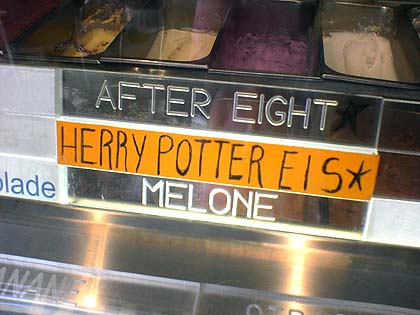 AFTER EIGHT★
HERRY POTTER EIS★
olade
MELONE